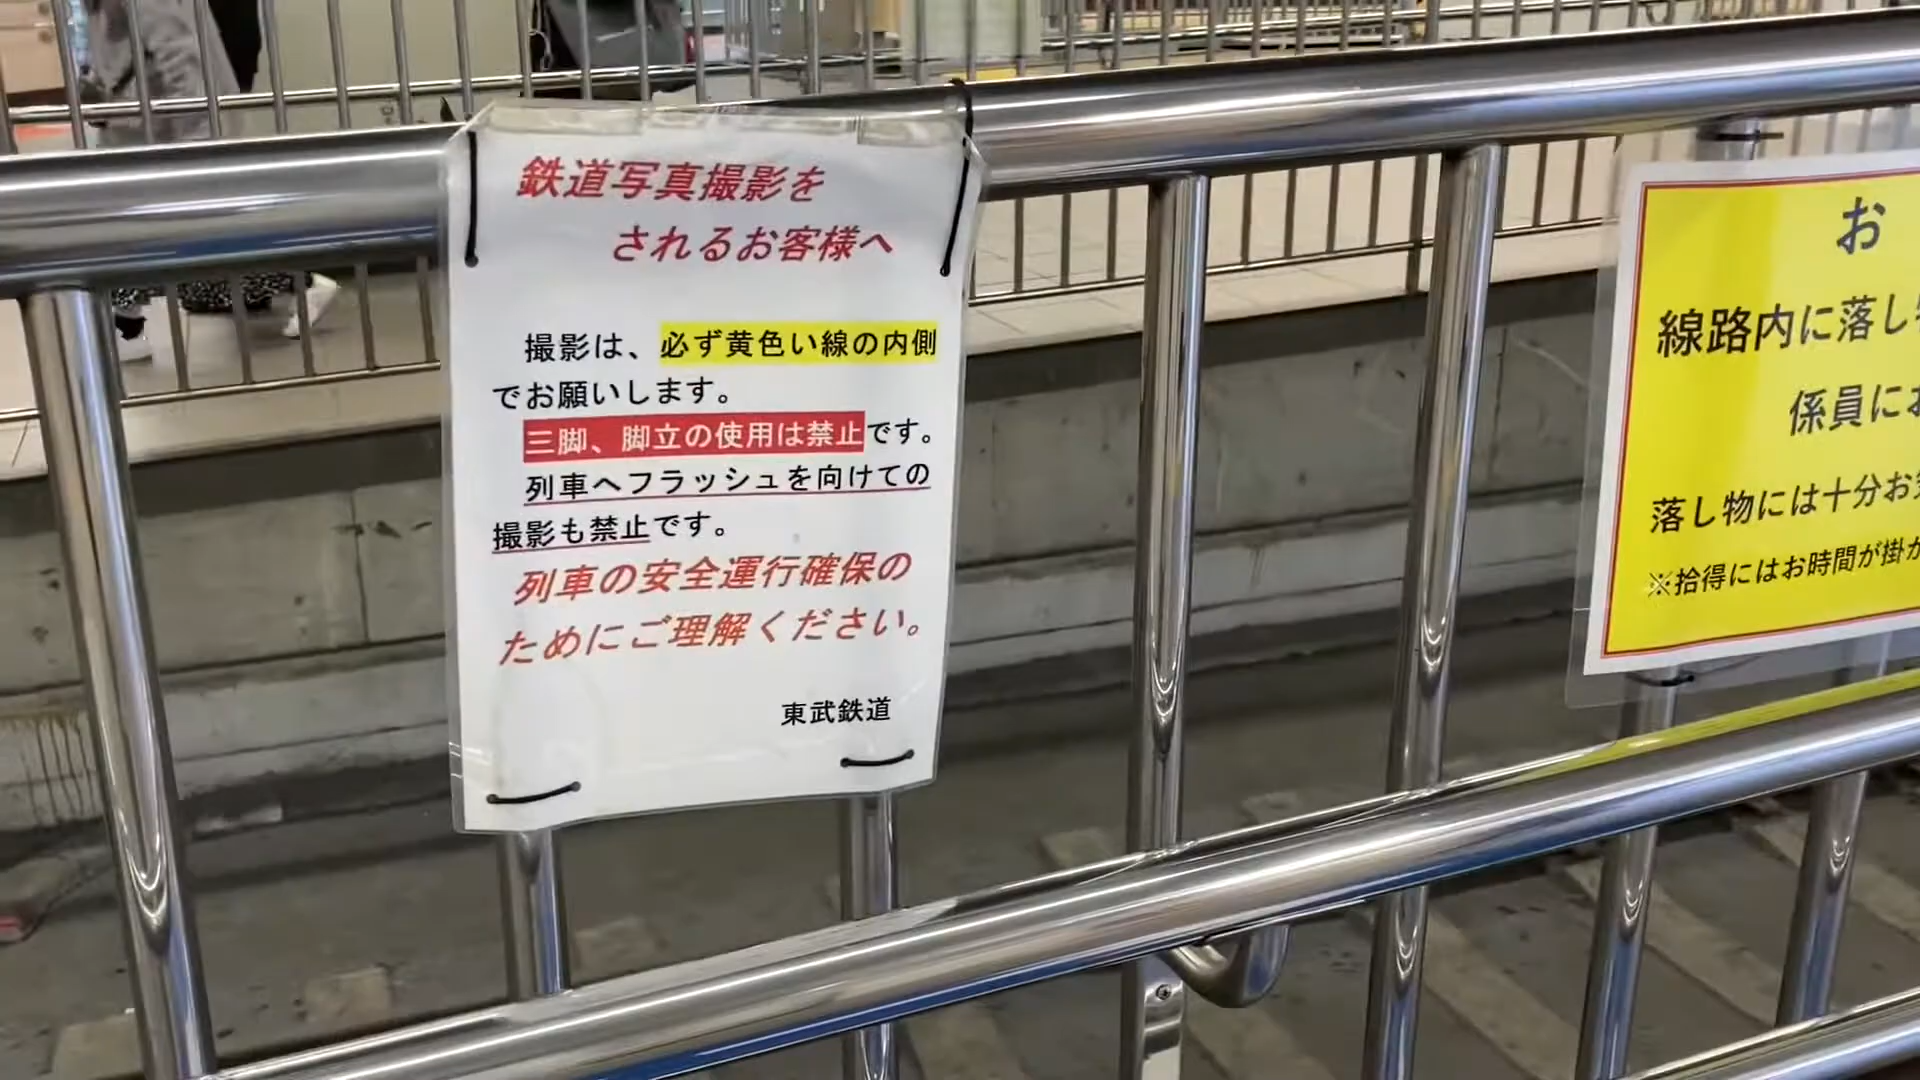 鉄道写真撮影を
されるお客様へ
撮影は、必ず黄色い線の内側
でお願いします。
三脚、脚立の使用は禁止です。
列車へフラッシュを向けての
撮影も禁止です。
列車の安全運行確保の
ためにご理解ください。
東武鉄道
お
線路内に落し
係員にお
落し物には十分お
※拾得にはお時間が掛か